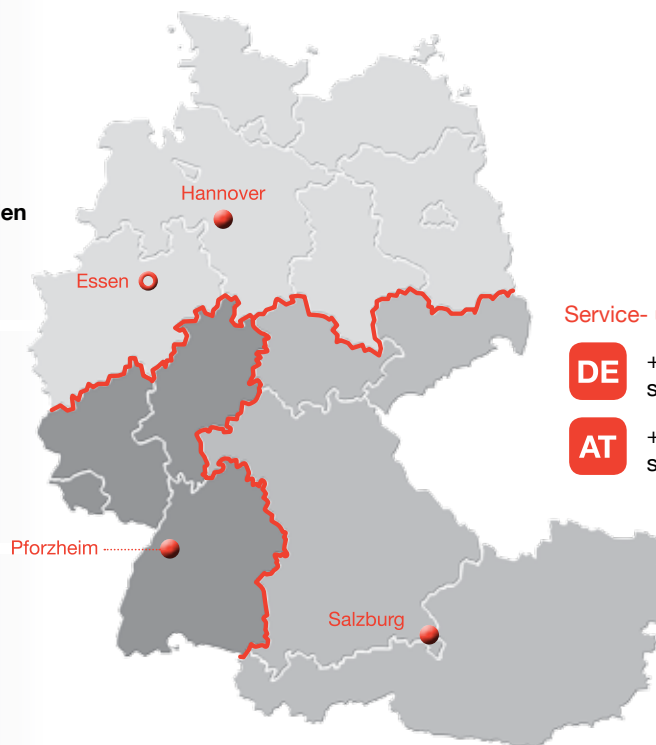 Hannover
en
Essen
Service-
DE +
s
AT +
s
Pforzheim
Salzburg